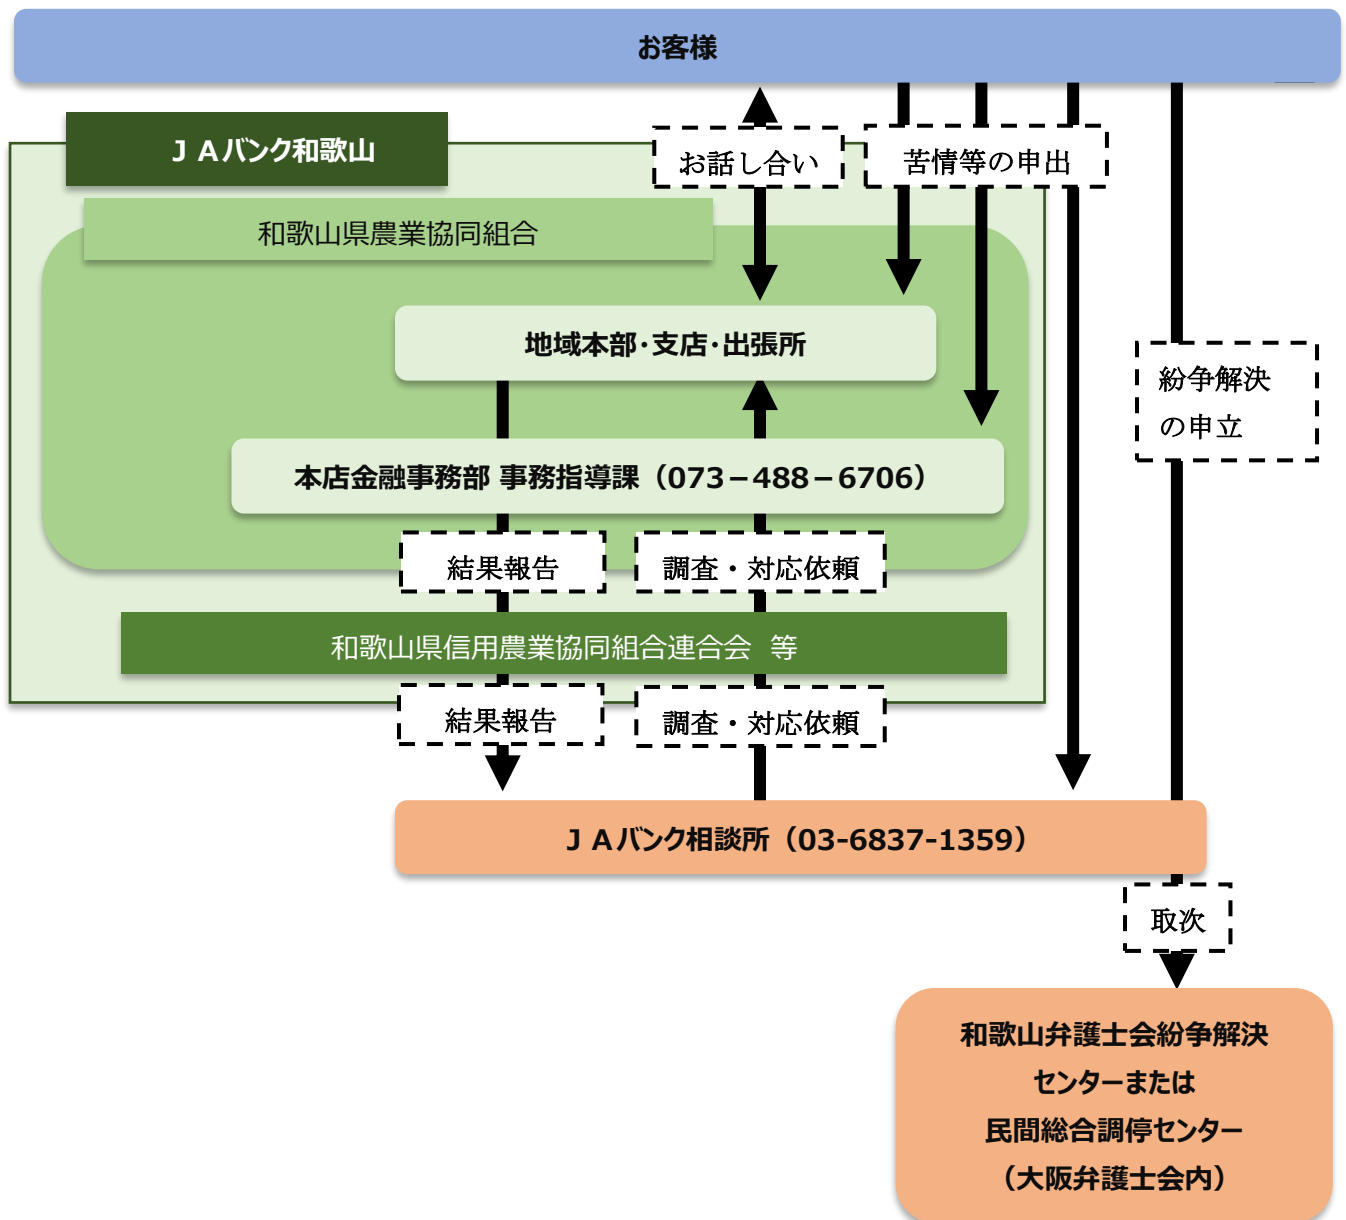 お客様
ＪＡバンク和歌山
お話し合い
苦情等の申出
和歌山県農業協同組合
地域本部・支店・出張所
紛争解決
の申立
本店金融事務部 事務指導課（073－488－6706）
結果報告
調査・対応依頼
和歌山県信用農業協同組合連合会　等
結果報告
調査・対応依頼
ＪＡバンク相談所（03-6837-1359）
取次
和歌山弁護士会紛争解決
センターまたは
民間総合調停センター
（大阪弁護士会内）